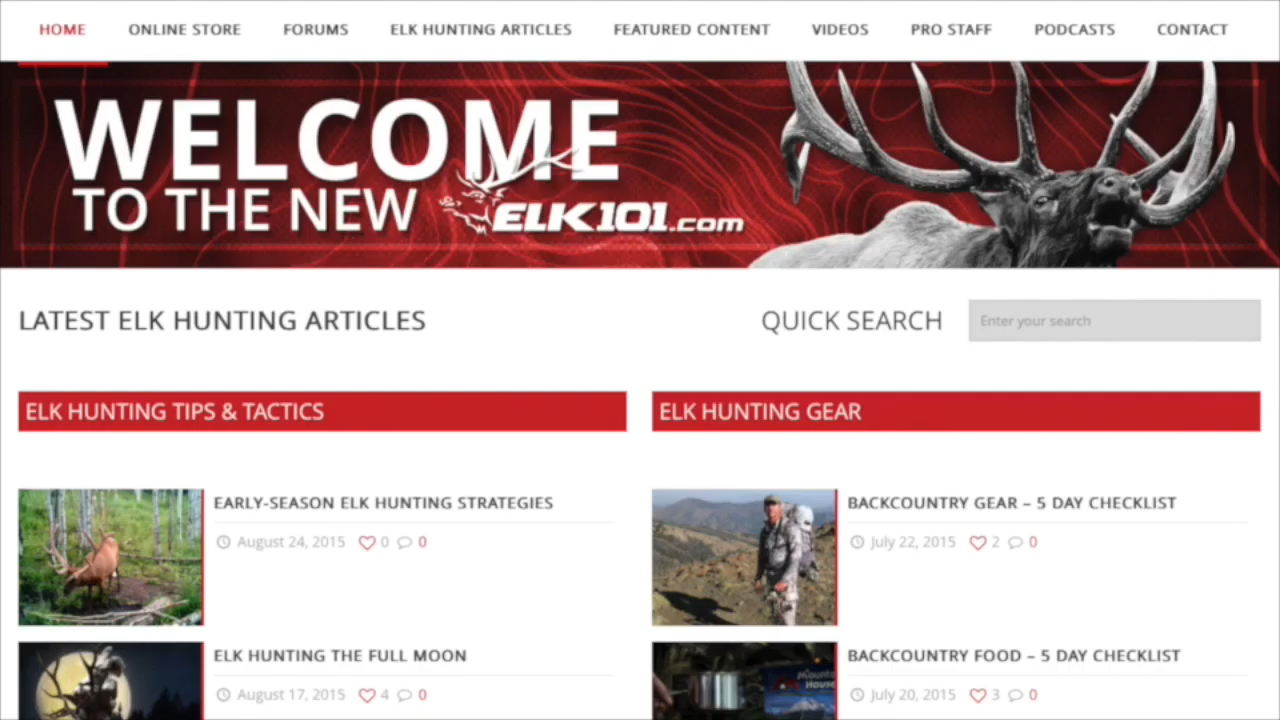 HOME ONLINE STORE FORUMS ELK HUNTING ARTICLES FEATURED CONTENT VIDEOS PRO STAFF PODCASTS CONTACT
WELCOME
TO THE NEW ELK101.com
LATEST ELK HUNTING ARTICLES
QUICK SEARCH Enter your search
ELK HUNTING TIPS & TACTICS
EARLY-SEASON ELK HUNTING STRATEGIES
August 24, 2015 0 0
ELK HUNTING THE FULL MOON
August 17, 2015 4 0
ELK HUNTING GEAR
BACKCOUNTRY GEAR – 5 DAY CHECKLIST
July 22, 2015 2 0
BACKCOUNTRY FOOD – 5 DAY CHECKLIST
July 20, 2015 3 0
Mountain
House